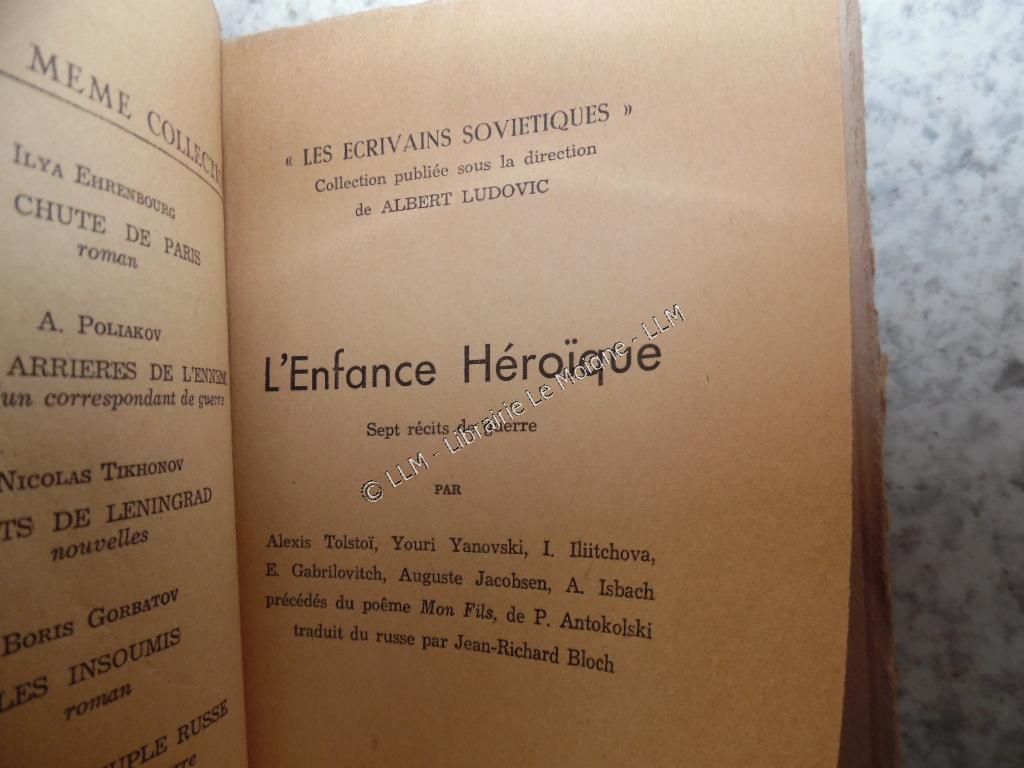 MEME COLLECTI
ILYA EHRENBOURG
CHUTE DE PARIS
roman
A. POLIAKOV
ARRIERES DE L'ENNEMI
un correspondant de guerre
NICOLAS TIKHONOV
TS DE LENINGRAD
nouvelles
BORIS GORBATOV
LES INSOUMIS
roman
UPLE RUSSE
rre
« LES ECRIVAINS SOVIETIQUES »
Collection publiée sous la direction
de ALBERT LUDOVIC
L'Enfance Héroïque
Sept récits de guerre
PAR
Alexis Tolstoï, Youri Yanovski, I. Iliitchova,
E. Gabrilovitch, Auguste Jacobsen, A. Isbach
précédés du poême Mon Fils, de P. Antokolski
traduit du russe par Jean-Richard Bloch
© LLM - Librairie Le Moine - LLM